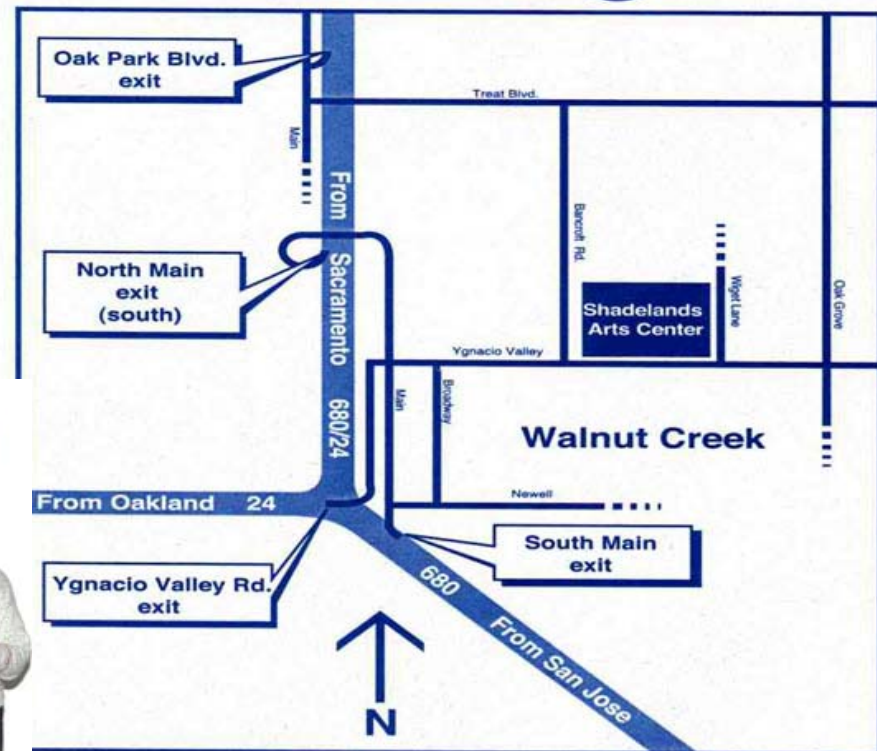 Oak Park Blvd.
exit
Treat Blvd.
Main
From Sacramento 680/24
Bancroft Rd.
Wiget Lane
Oak Grove
North Main
exit
(south)
Shadelands
Arts Center
Ygnacio Valley
Main
Broadway
Walnut Creek
From Oakland 24
Newell
South Main
exit
Ygnacio Valley Rd.
exit
680 From San Jose
N